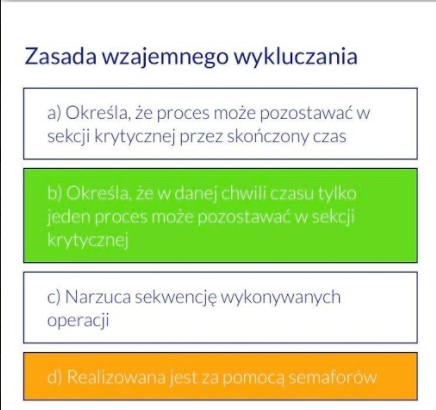 Zasada wzajemnego wykluczania
a) Określa, że proces może pozostawać w
sekcji krytycznej przez skończony czas
b) Określa, że w danej chwili czasu tylko
jeden proces może pozostawać w sekcji
krytycznej
c) Narzuca sekwencję wykonywanych
operacji
d) Realizowana jest za pomocą semaforów